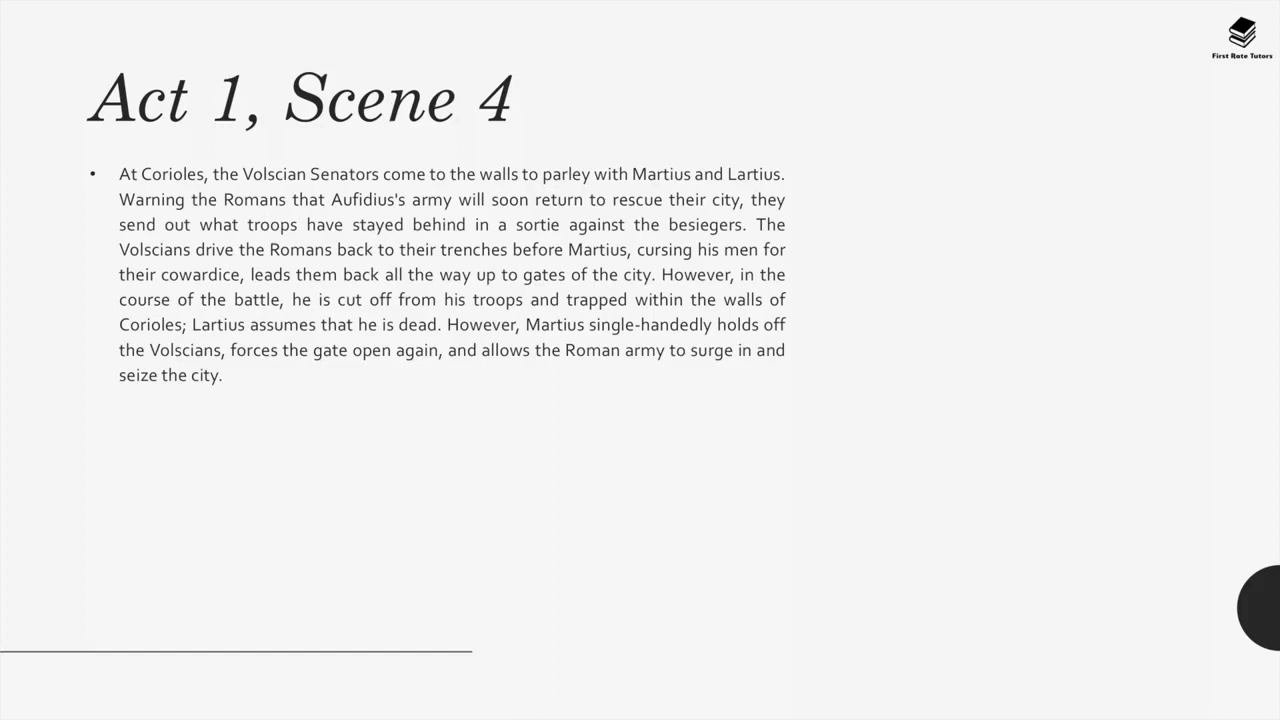 First Rate Tutors
Act 1, Scene 4
• At Corioles, the Volscian Senators come to the walls to parley with Martius and Lartius.
Warning the Romans that Aufidius's army will soon return to rescue their city, they
send out what troops have stayed behind in a sortie against the besiegers. The
Volscians drive the Romans back to their trenches before Martius, cursing his men for
their cowardice, leads them back all the way up to gates of the city. However, in the
course of the battle, he is cut off from his troops and trapped within the walls of
Corioles; Lartius assumes that he is dead. However, Martius single-handedly holds off
the Volscians, forces the gate open again, and allows the Roman army to surge in and
seize the city.